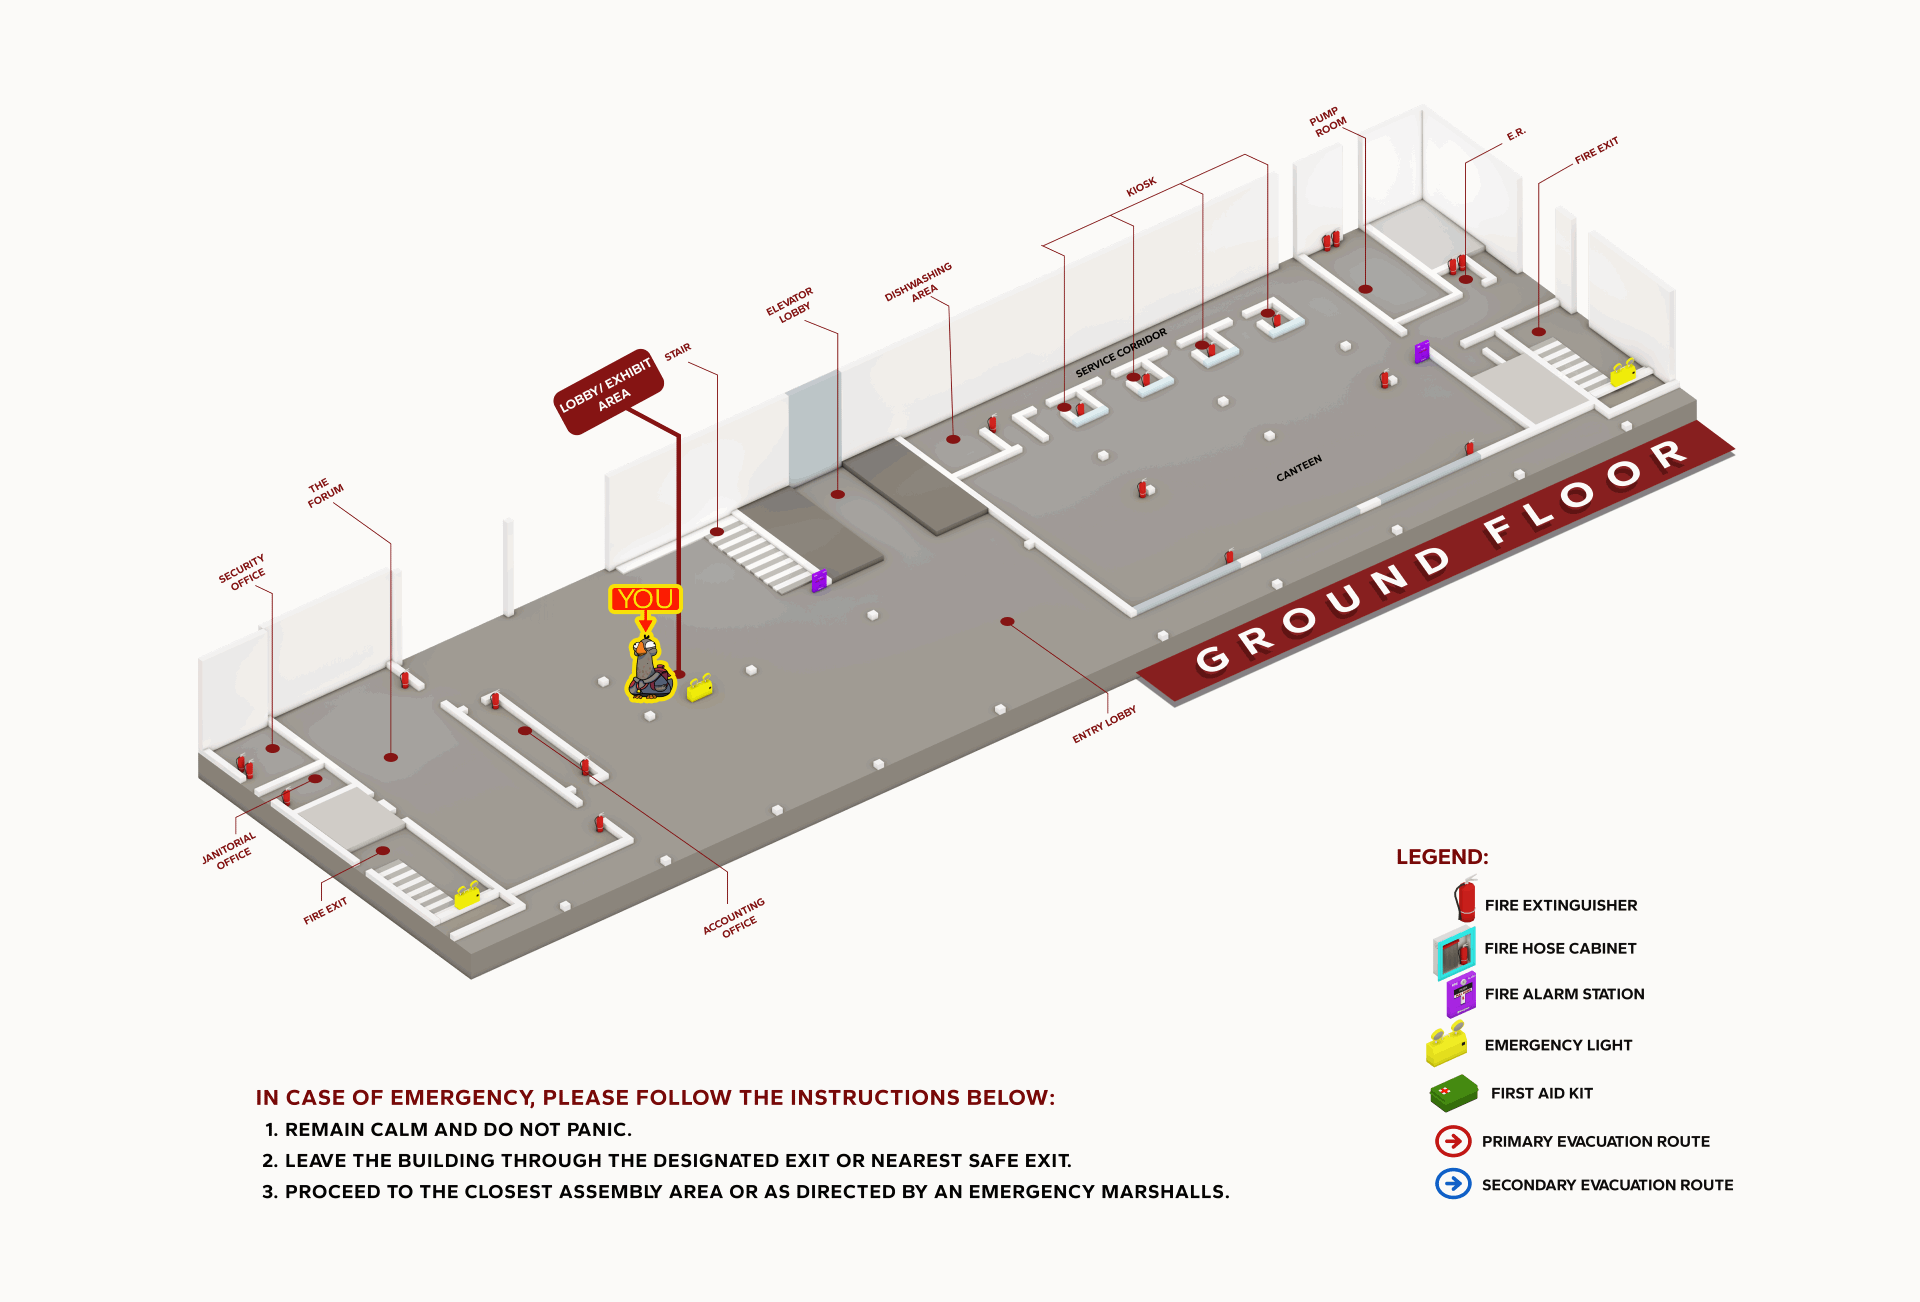 PUMP
ROOM
E.R.
FIRE EXIT
KIOSK
DISHWASHING
AREA
ELEVATOR
LOBBY
SERVICE CORRIDOR
STAIR
LOBBY/ EXHIBIT
AREA
CANTEEN
THE
FORUM
SECURITY
OFFICE
YOU
GROUND FLOOR
ENTRY LOBBY
JANITORIAL
OFFICE
FIRE EXIT
ACCOUNTING
OFFICE
LEGEND:
FIRE EXTINGUISHER
FIRE HOSE CABINET
FIRE ALARM STATION
EMERGENCY LIGHT
FIRST AID KIT
PRIMARY EVACUATION ROUTE
SECONDARY EVACUATION ROUTE
IN CASE OF EMERGENCY, PLEASE FOLLOW THE INSTRUCTIONS BELOW:
1. REMAIN CALM AND DO NOT PANIC.
2. LEAVE THE BUILDING THROUGH THE DESIGNATED EXIT OR NEAREST SAFE EXIT.
3. PROCEED TO THE CLOSEST ASSEMBLY AREA OR AS DIRECTED BY AN EMERGENCY MARSHALLS.